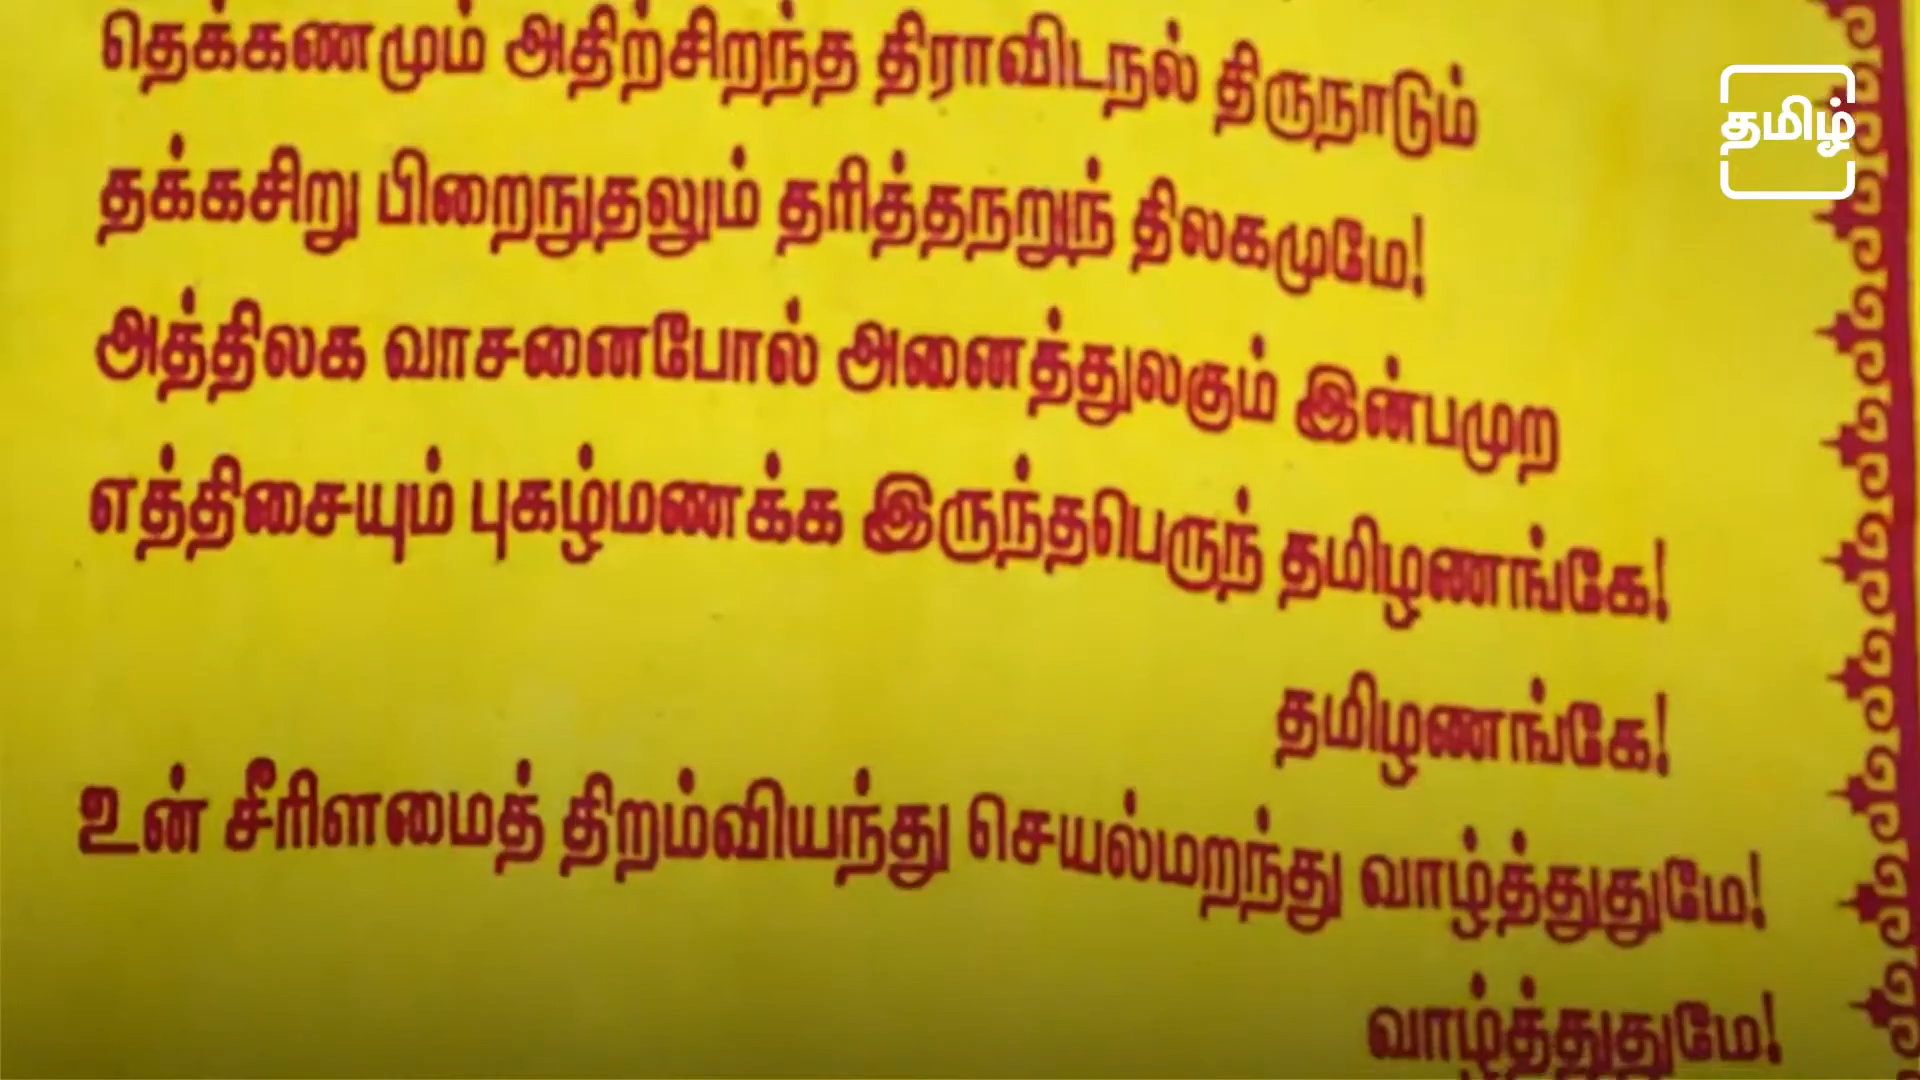 தெக்கணமும் அதிற்சிறந்த திராவிடநல் திருநாடும்
தமிழ்
தக்கசிறு பிறைநுதலும் தரித்தநறுந் திலகமுமே!
அத்திலக வாசனைபோல் அனைத்துலகும் இன்பமுற
எத்திசையும் புகழ்மணக்க இருந்தபெருந் தமிழணங்கே!
தமிழணங்கே!
உன் சீரிளமைத் திறம்வியந்து செயல்மறந்து வாழ்த்துதுமே!
வாழ்த்துதுமே!